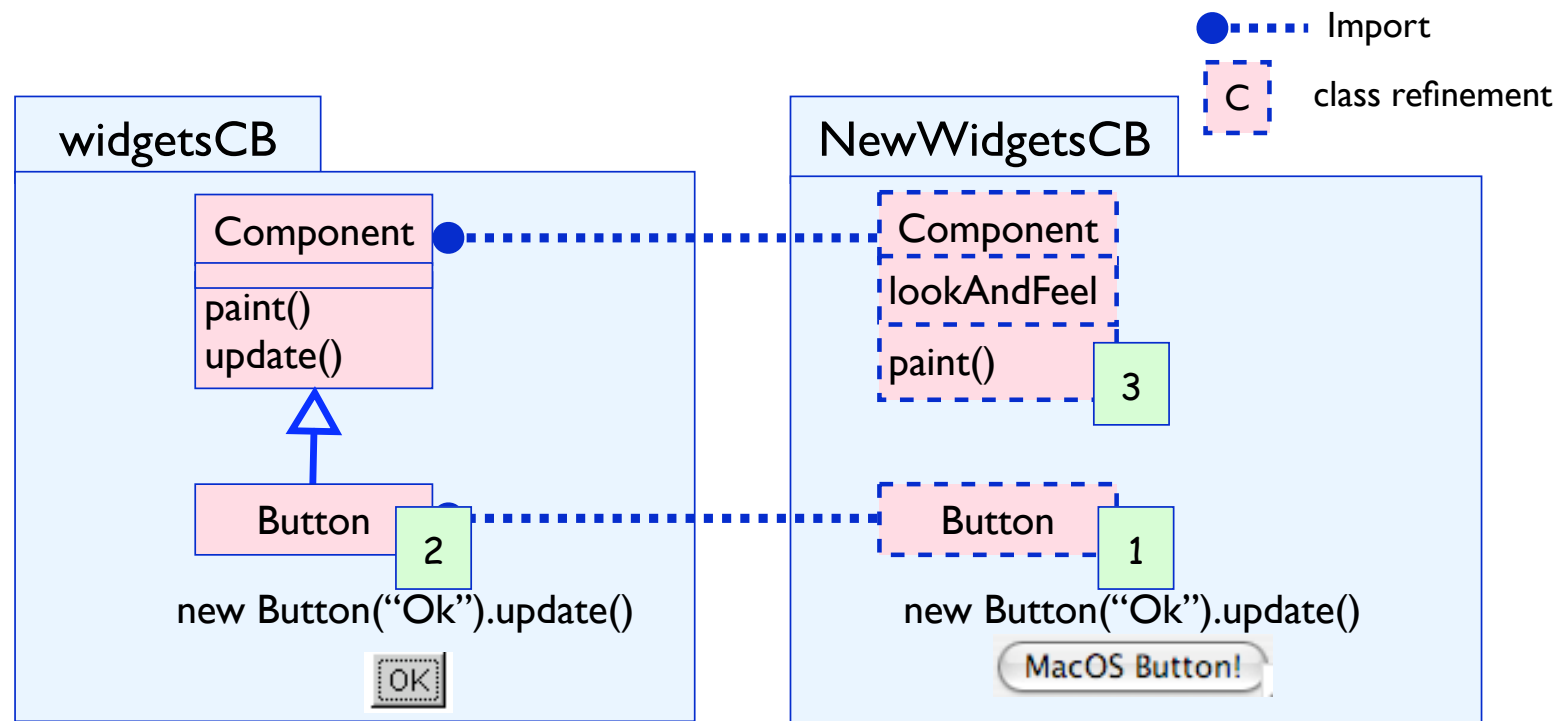 Import
C
class refinement
widgetsCB
Component
paint()
update()
Button
2
new Button(“Ok”).update()
OK
NewWidgetsCB
Component
lookAndFeel
paint()
3
Button
1
new Button(“Ok”).update()
MacOS Button!